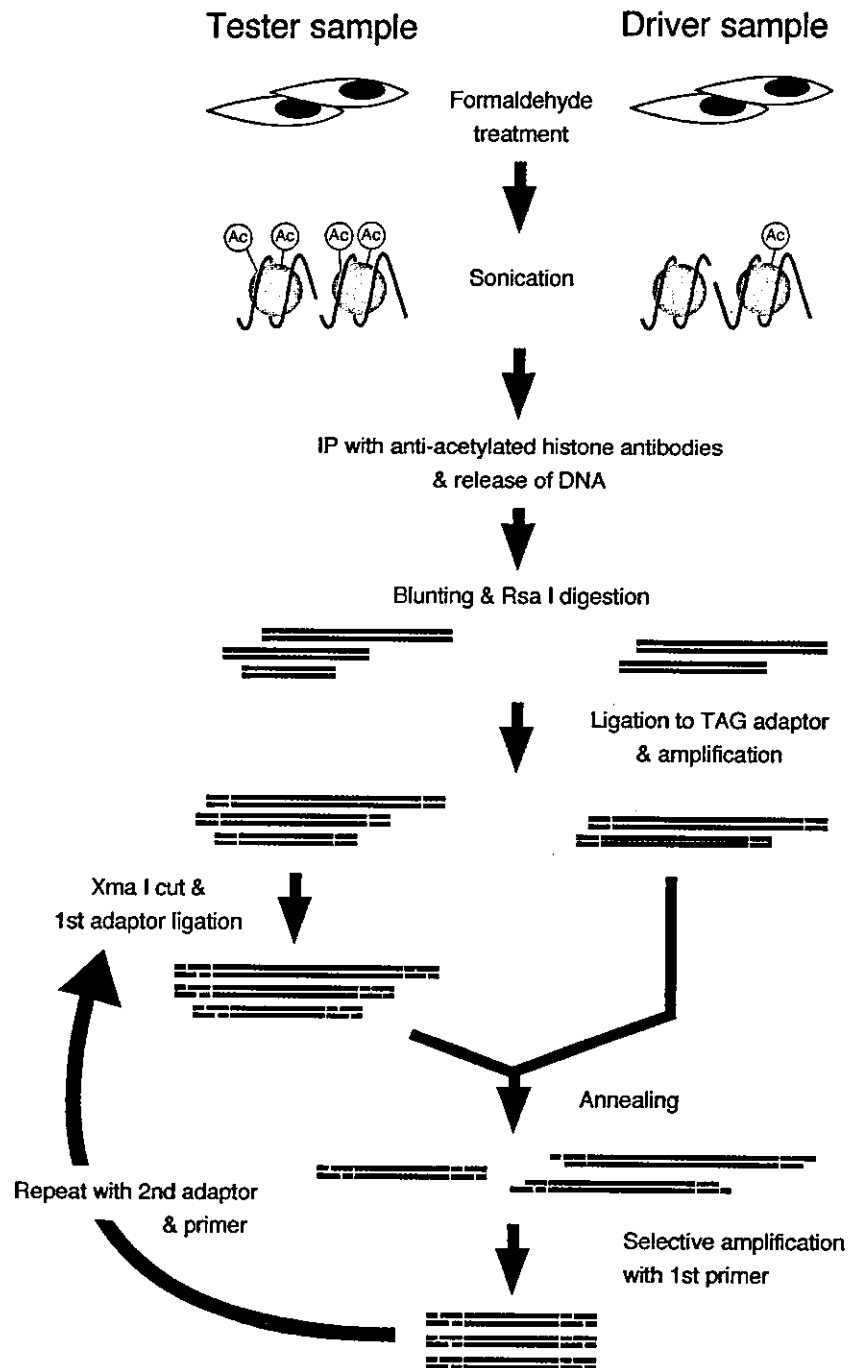 Tester sample
Driver sample
Formaldehyde
treatment
Ac
Ac
Ac
Ac
Ac
Sonication
IP with anti-acetylated histone antibodies
& release of DNA
Blunting & Rsa I digestion
Ligation to TAG adaptor
& amplification
Xma I cut &
1st adaptor ligation
Annealing
Repeat with 2nd adaptor
& primer
Selective amplification
with 1st primer